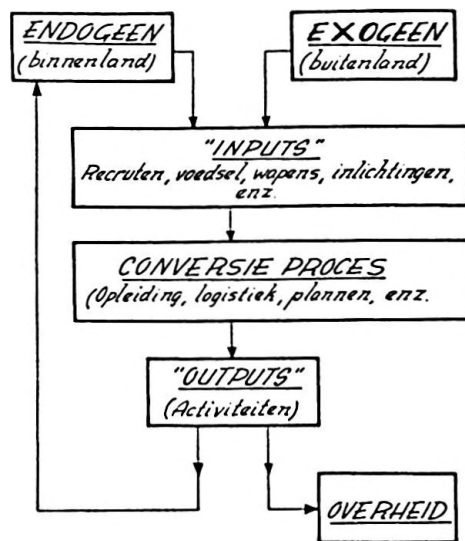 ENDOGEEN
(binnenland)
EXOGEEN
(buitenland)
"INPUTS"
Recruten, voedsel, wapens, inlichtingen,
enz.
CONVERSIE PROCES
(Opleiding, logistiek, plannen, enz.
"OUTPUTS"
(Activiteiten)
OVERHEID